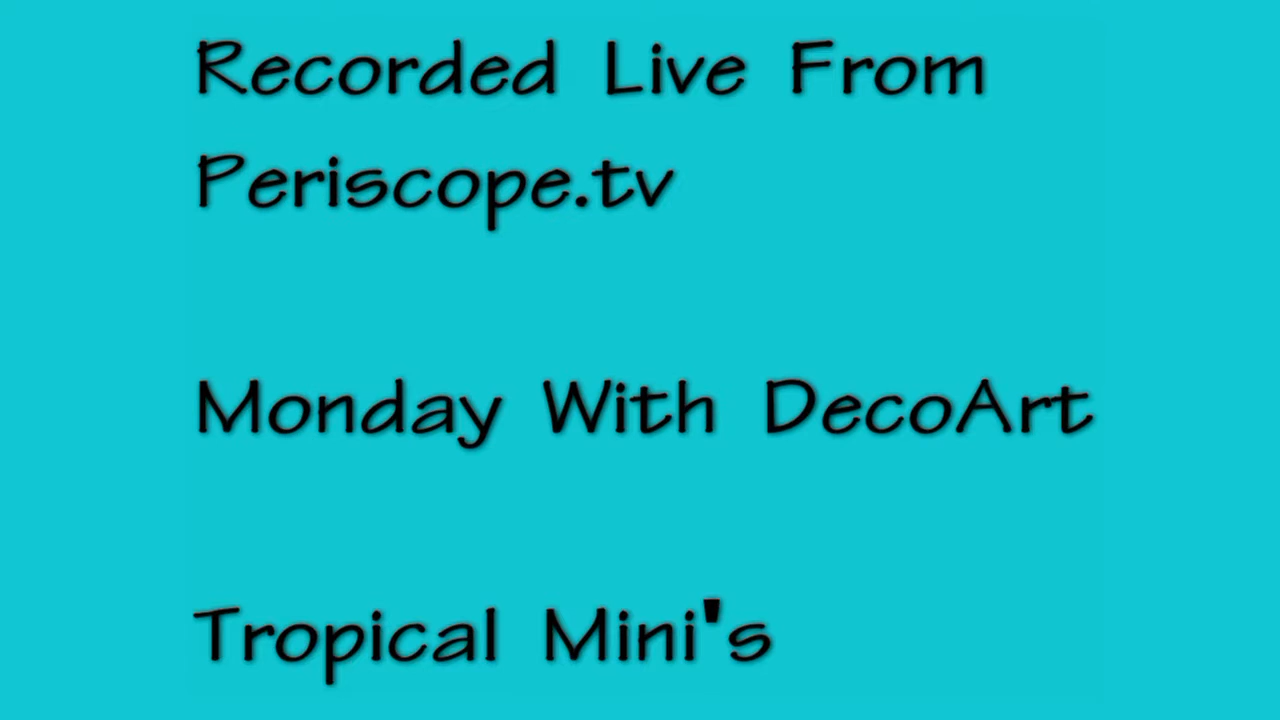 Recorded Live From
Periscope.tv
Monday With DecoArt
Tropical Mini's